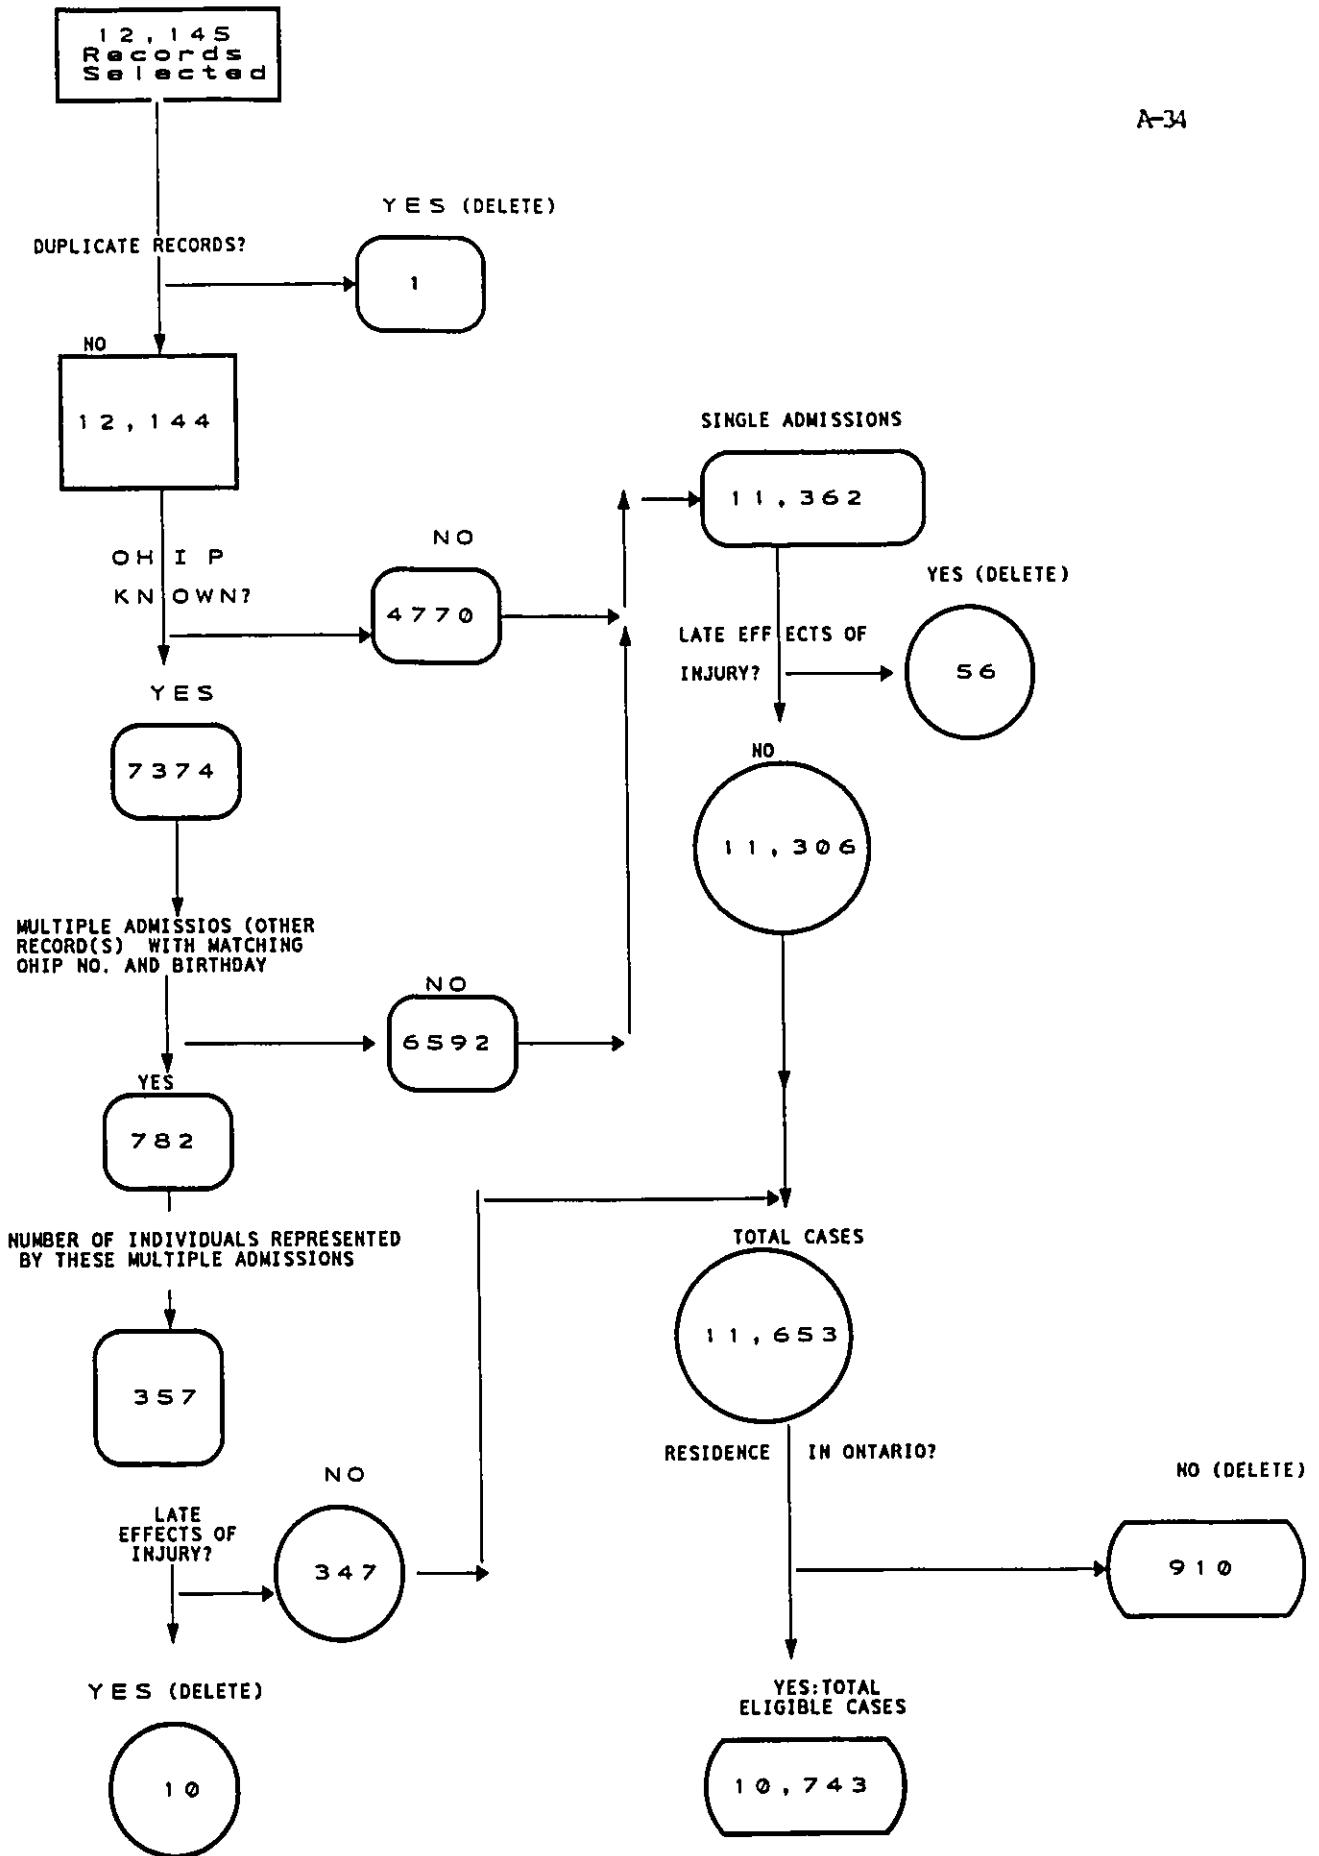 12,145
Records
Selected
A-34
YES (DELETE)
DUPLICATE RECORDS?
1
NO
12,144
SINGLE ADMISSIONS
11,362
OHIP
KNOWN?
NO
4770
YES (DELETE)
LATE EFFECTS OF
INJURY?
56
YES
7374
NO
11,306
MULTIPLE ADMISSIOS (OTHER
RECORD(S) WITH MATCHING
OHIP NO. AND BIRTHDAY
NO
6592
YES
782
NUMBER OF INDIVIDUALS REPRESENTED
BY THESE MULTIPLE ADMISSIONS
TOTAL CASES
11,653
357
RESIDENCE IN ONTARIO?
NO (DELETE)
910
NO
LATE
EFFECTS OF
INJURY?
347
YES (DELETE)
10
YES:TOTAL
ELIGIBLE CASES
10,743